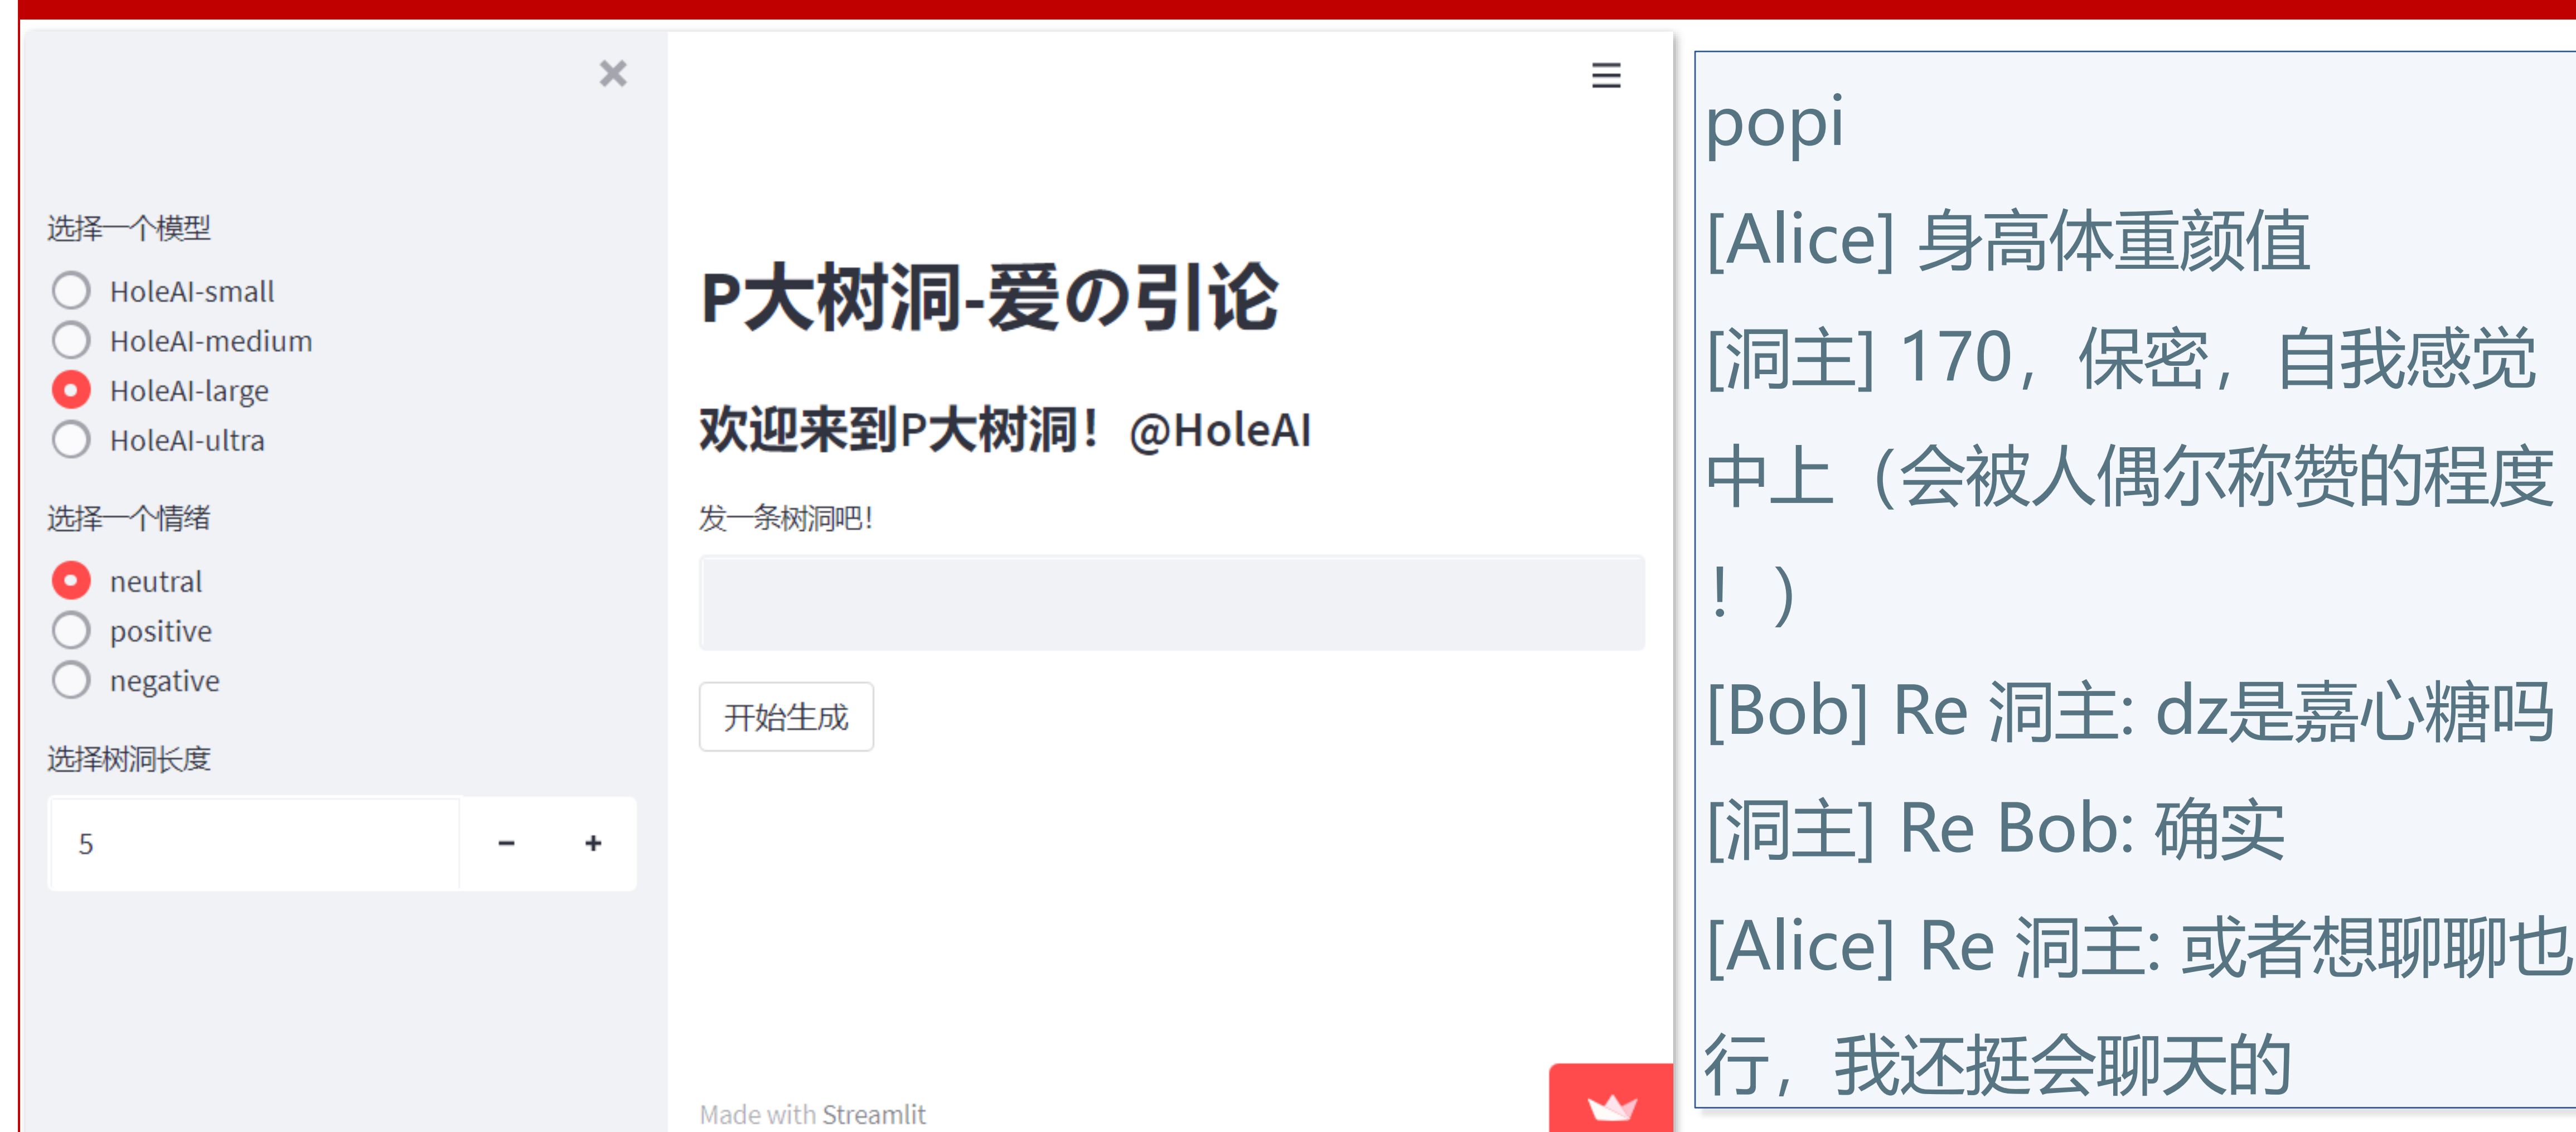 选择一个模型
HoleAI-small
HoleAI-medium
HoleAI-large
HoleAI-ultra
选择一个情绪
neutral
positive
negative
选择树洞长度
5
P大树洞-爱の引论
欢迎来到P大树洞！@HoleAI
发一条树洞吧！
开始生成
Made with Streamlit
popi
[Alice] 身高体重颜值
[洞主] 170，保密，自我感觉
中上（会被人偶尔称赞的程度
！）
[Bob] Re 洞主: dz是嘉心糖吗
[洞主] Re Bob: 确实
[Alice] Re 洞主: 或者想聊聊也
行，我还挺会聊天的